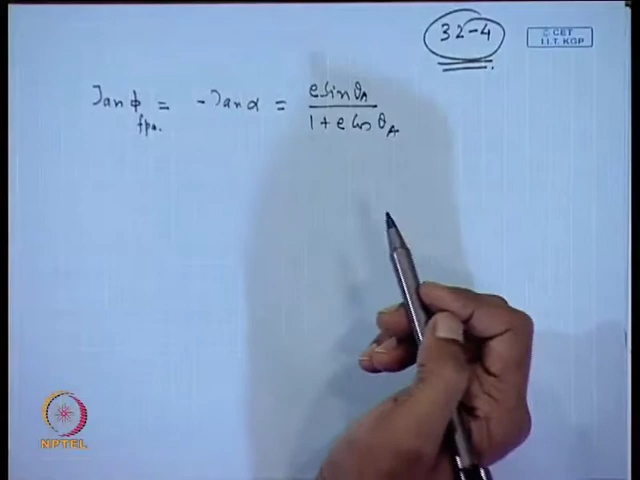 32-4
© CET
I.I.T. KGP
Tan φ = - Tan α = e Sin θA / 1 + e Cos θA
fpa.
NPTEL